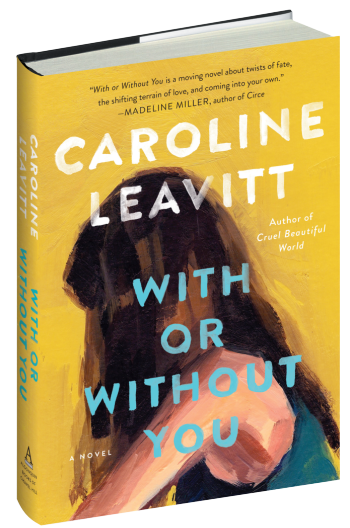 "With or Without You is a moving novel about twists of fate,
the shifting terrain of love, and coming into your own."
—MADELINE MILLER, author of Circe
CAROLINE
LEAVITT
Author of
Cruel Beautiful
World
WITH
OR
WITHOUT
YOU
A NOVEL
CAROLINE
LEAVITT
WITH OR
WITHOUT YOU